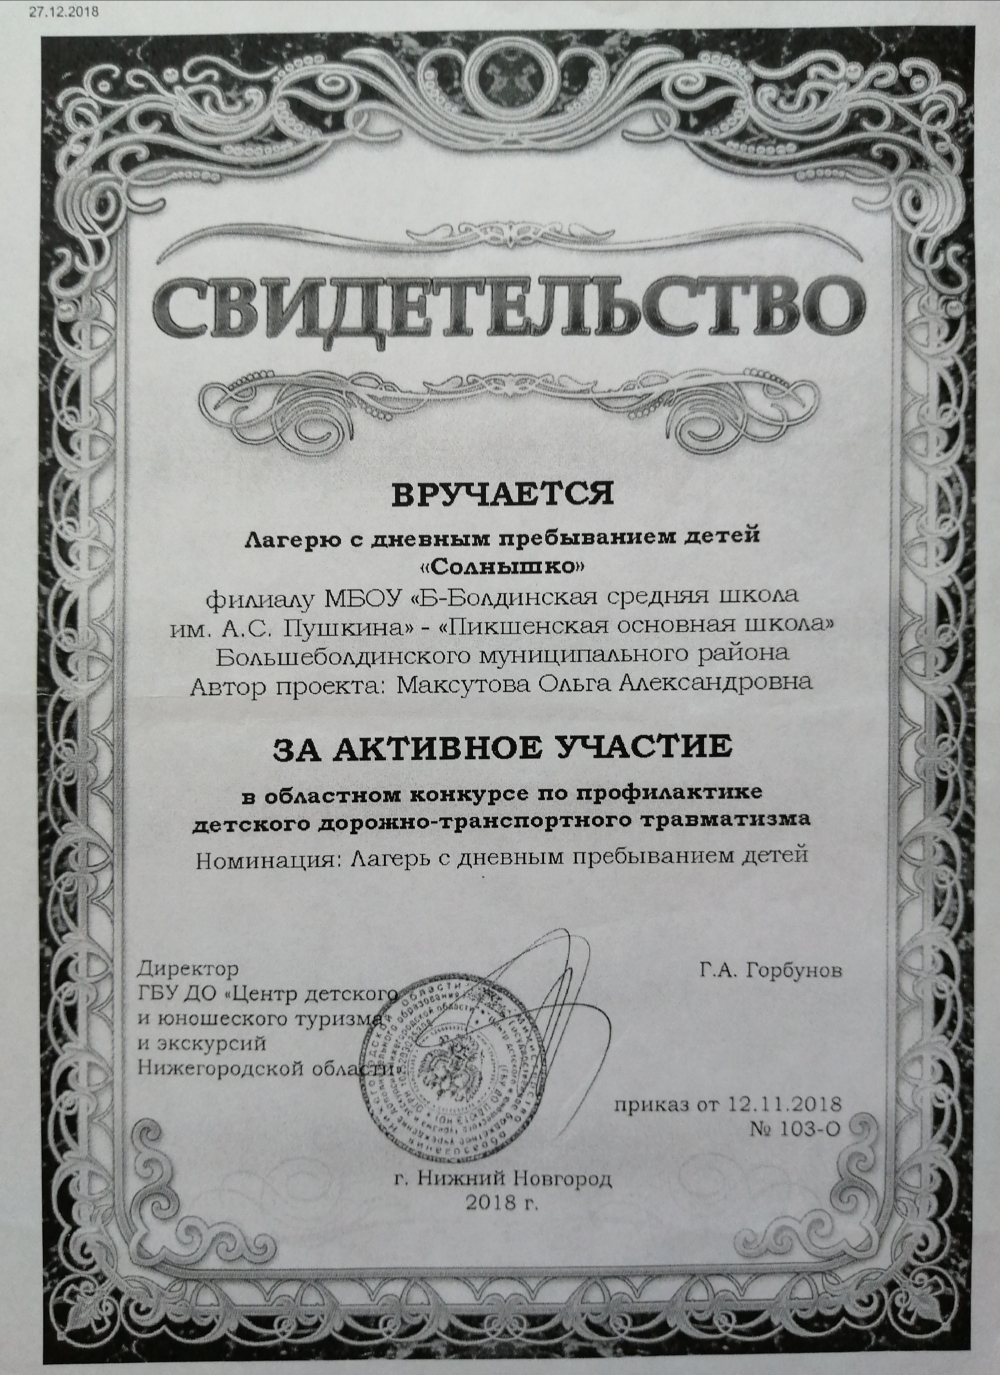 27.12.2018
СВИДЕТЕЛЬСТВО
ВРУЧАЕТСЯ
Лагерю с дневным пребыванием детей
«Солнышко»
филиалу МБОУ «Б-Болдинская средняя школа
им. А.С. Пушкина» - «Пикшенская основная школа»
Большеболдинского муниципального района
Автор проекта: Максутова Ольга Александровна
ЗА АКТИВНОЕ УЧАСТИЕ
в областном конкурсе по профилактике
детского дорожно-транспортного травматизма
Номинация: Лагерь с дневным пребыванием детей
Директор
ГБУ ДО «Центр детского
и юношеского туризма
и экскурсий
Нижегородской области»
Г.А. Горбунов
приказ от 12.11.2018
№ 103-О
г. Нижний Новгород
2018 г.